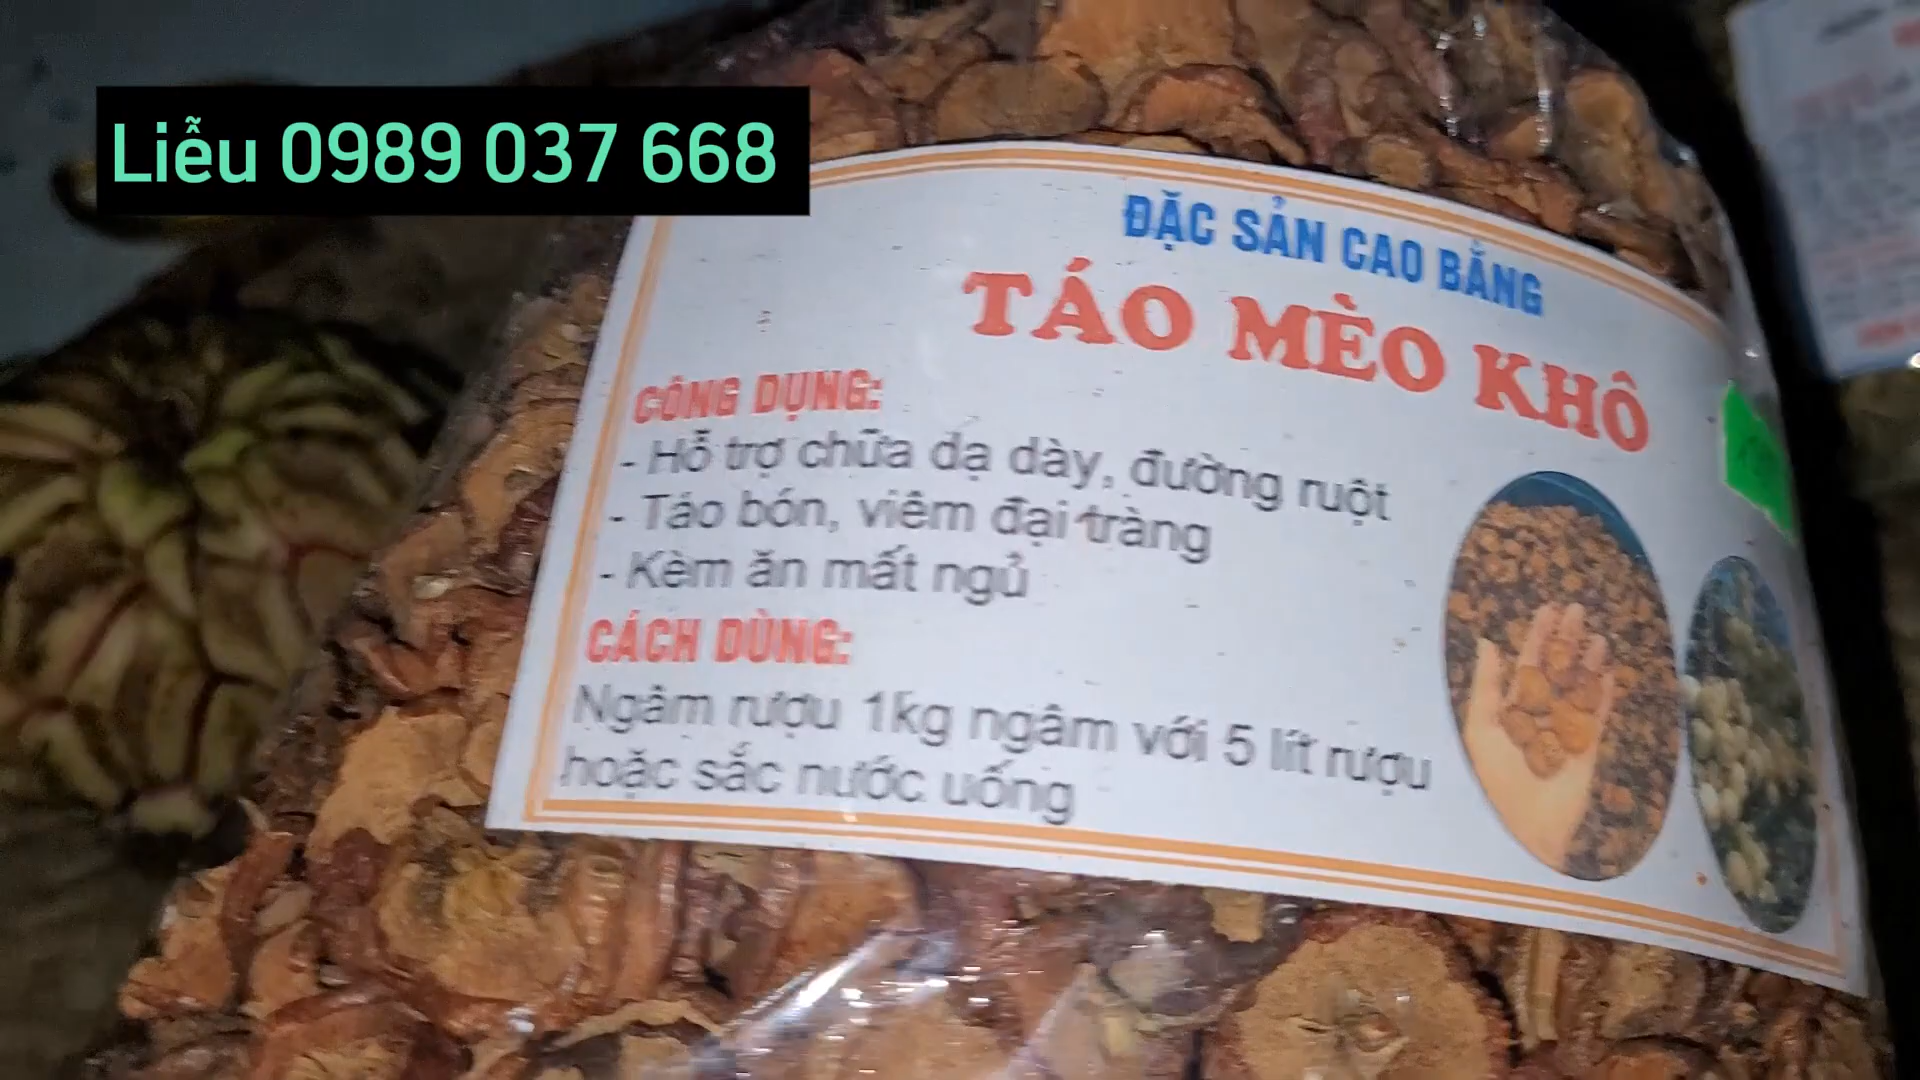 Liễu 0989 037 668
ĐẶC SẢN CAO BẰNG
TÁO MÈO KHÔ
CÔNG DỤNG:
- Hỗ trợ chữa dạ dày, đường ruột
- Táo bón, viêm đại tràng
- Kèm ăn mất ngủ
CÁCH DÙNG:
Ngâm rượu 1kg ngâm với 5 lít rượu
hoặc sắc nước uống